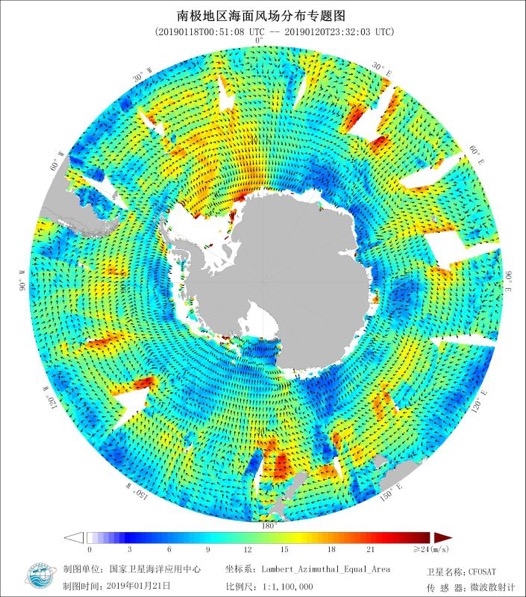 南极地区海面风场分布专题图
(20190118T00:51:08 UTC -- 20190120T23:32:03 UTC)
0°
30° W
30° E
60° W
60° E
90° W
90° E
120° W
120° E
150° W
150° E
180°
0 3 6 9 12 15 18 21 ≥24(m/s)
制图单位：国家卫星海洋应用中心
坐标系：Lambert_Azimuthal_Equal_Area
卫星名称：CFOSAT
制图时间：2019年01月21日
比例尺：1:1,100,000
传 感 器：微波散射计